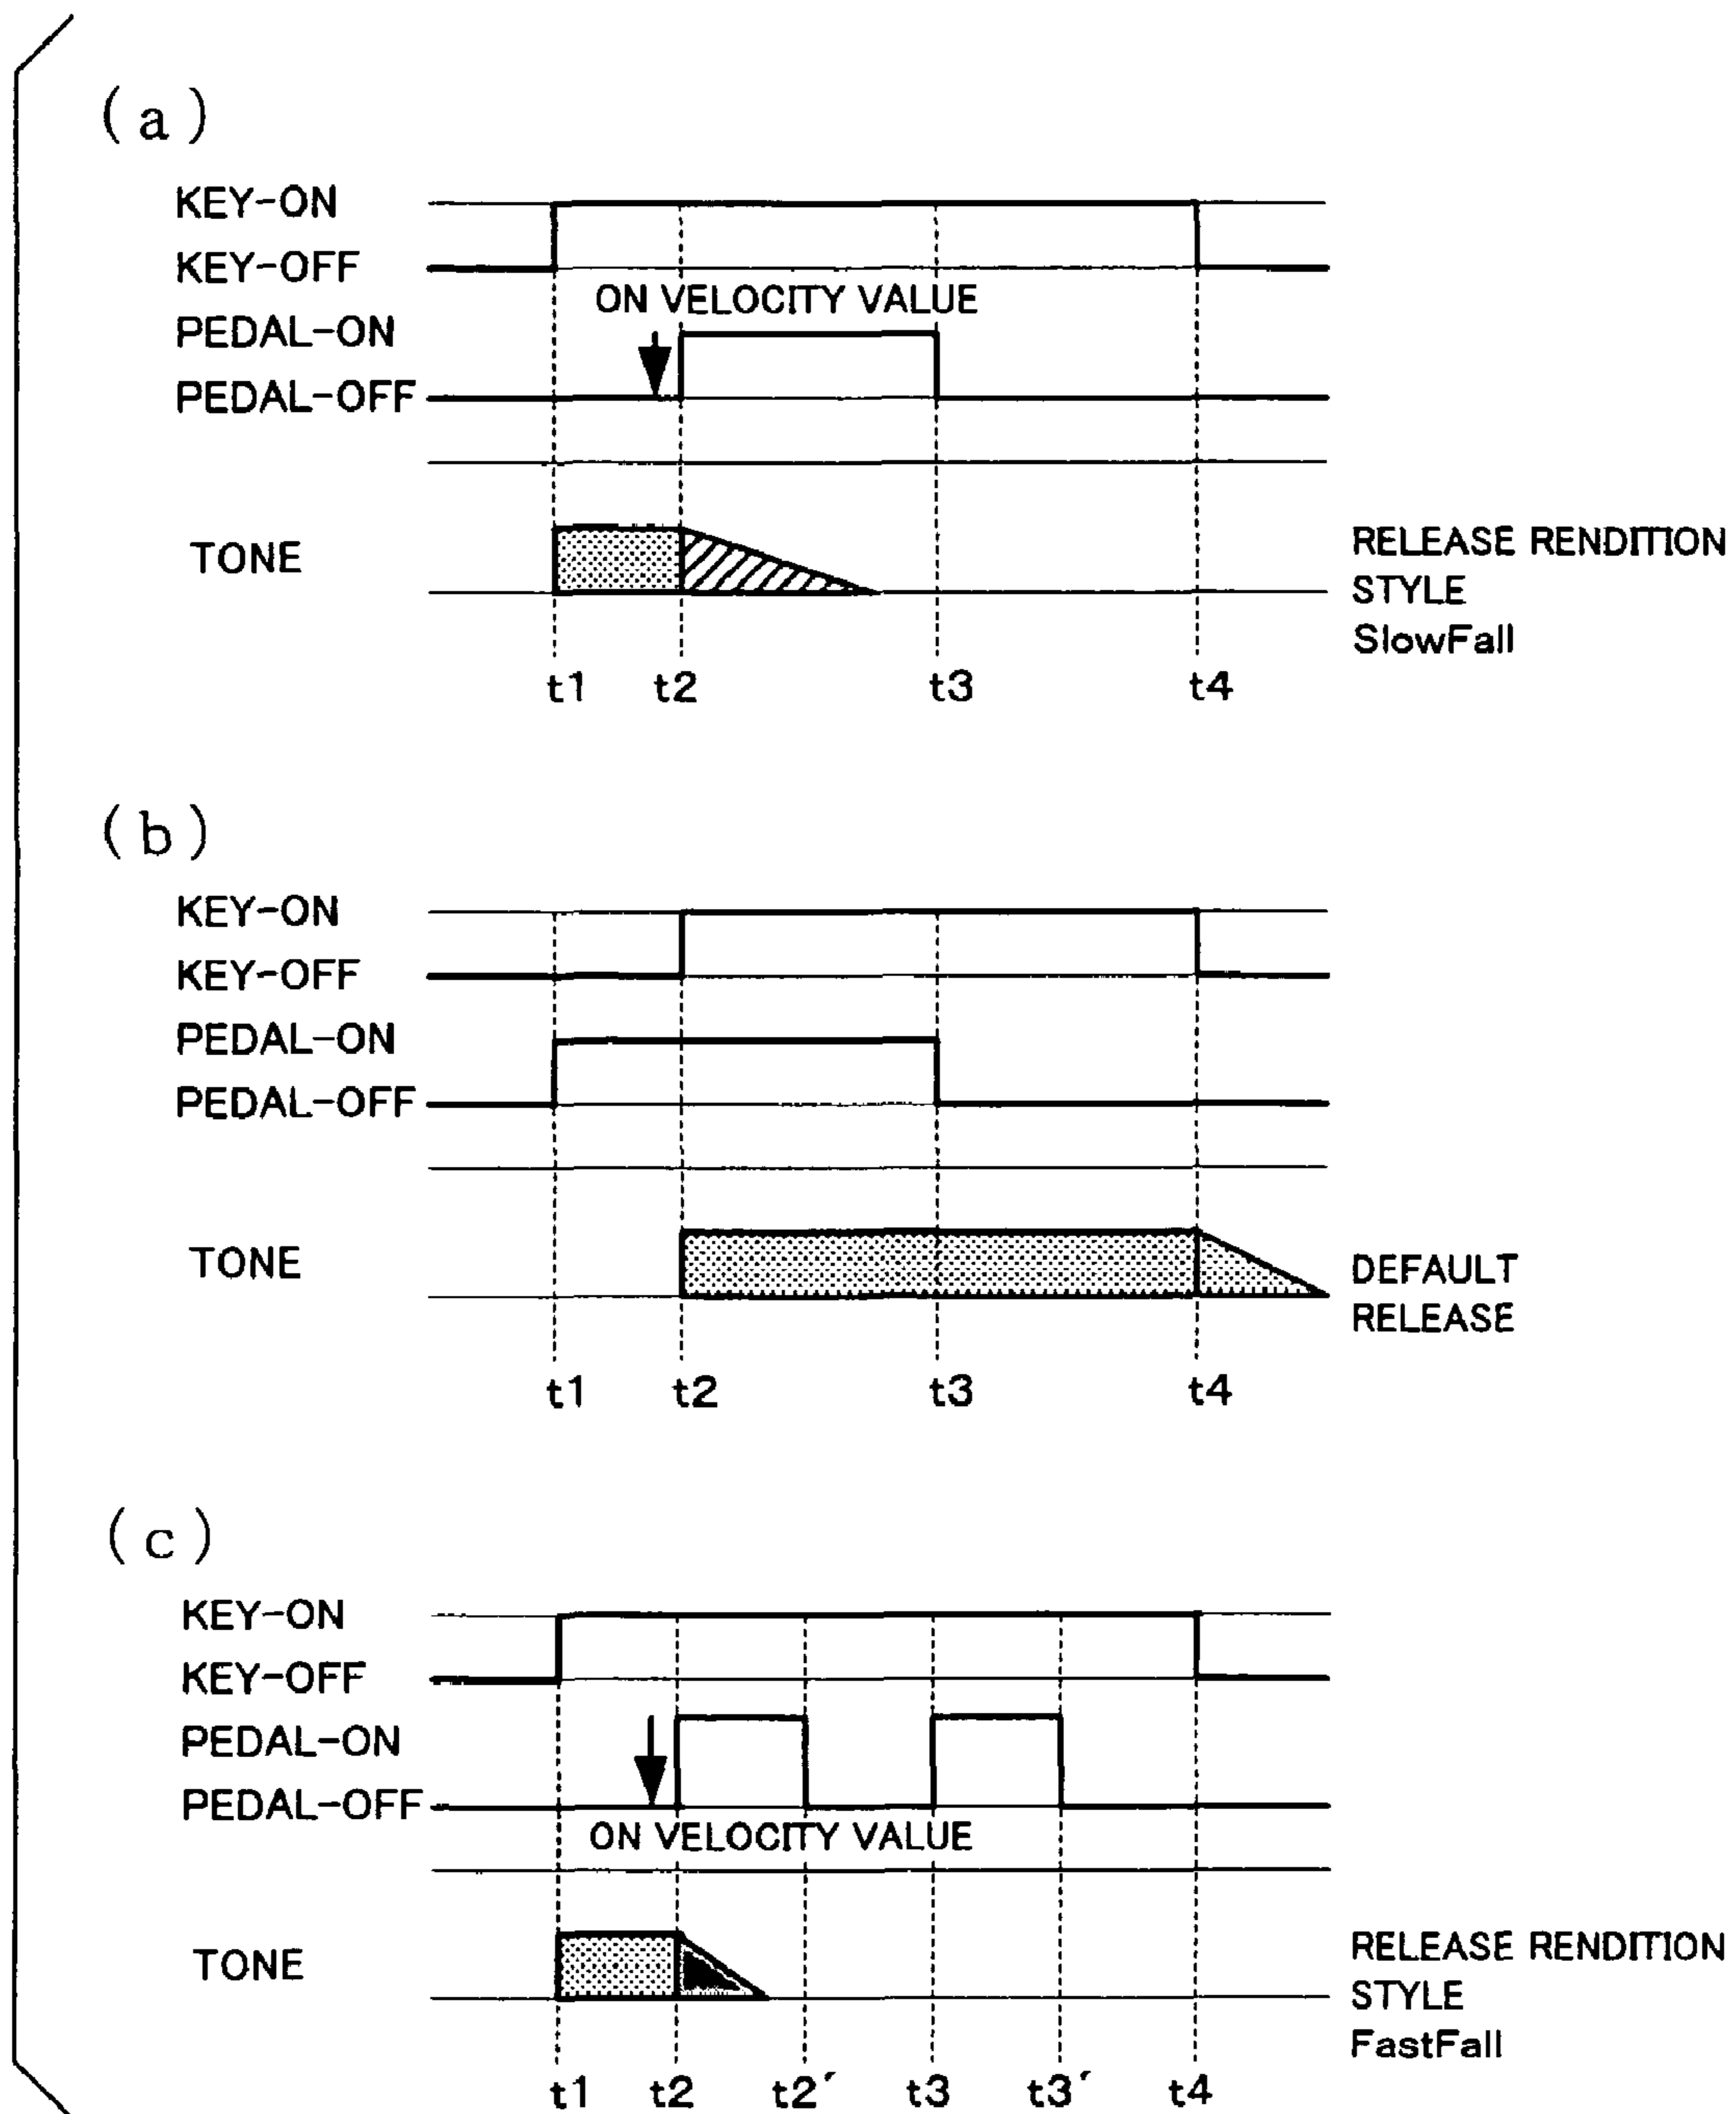 (a)
KEY-ON
KEY-OFF
ON VELOCITY VALUE
PEDAL-ON
PEDAL-OFF
TONE
RELEASE RENDITION
STYLE
SlowFall
t1 t2 t3 t4
(b)
KEY-ON
KEY-OFF
PEDAL-ON
PEDAL-OFF
TONE
DEFAULT
RELEASE
t1 t2 t3 t4
(c)
KEY-ON
KEY-OFF
PEDAL-ON
PEDAL-OFF
ON VELOCITY VALUE
TONE
RELEASE RENDITION
STYLE
FastFall
t1 t2 t2′ t3 t3′ t4